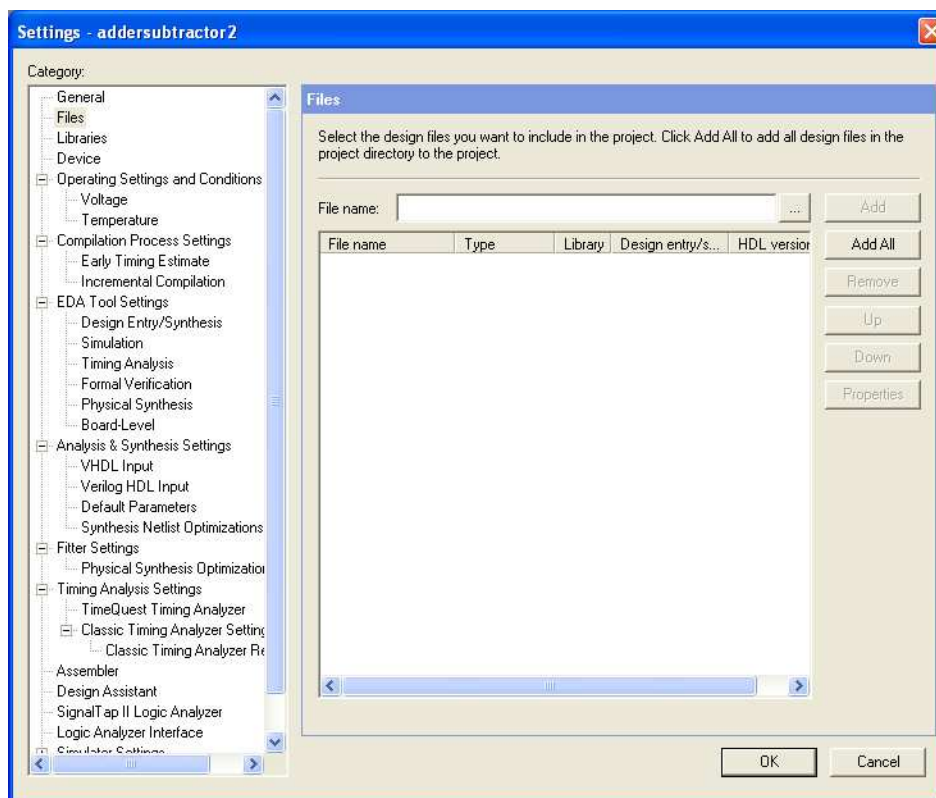 Settings - addersubtractor2
Category:
General
Files
Libraries
Device
Operating Settings and Conditions
Voltage
Temperature
Compilation Process Settings
Early Timing Estimate
Incremental Compilation
EDA Tool Settings
Design Entry/Synthesis
Simulation
Timing Analysis
Formal Verification
Physical Synthesis
Board-Level
Analysis & Synthesis Settings
VHDL Input
Verilog HDL Input
Default Parameters
Synthesis Netlist Optimizations
Fitter Settings
Physical Synthesis Optimization
Timing Analysis Settings
TimeQuest Timing Analyzer
Classic Timing Analyzer Setting
Classic Timing Analyzer Re
Assembler
Design Assistant
SignalTap II Logic Analyzer
Logic Analyzer Interface
Simulator Settings
Files
Select the design files you want to include in the project. Click Add All to add all design files in the
project directory to the project.
File name: ... Add
File name Type Library Design entry/s... HDL version
Add All
Remove
Up
Down
Properties
OK Cancel